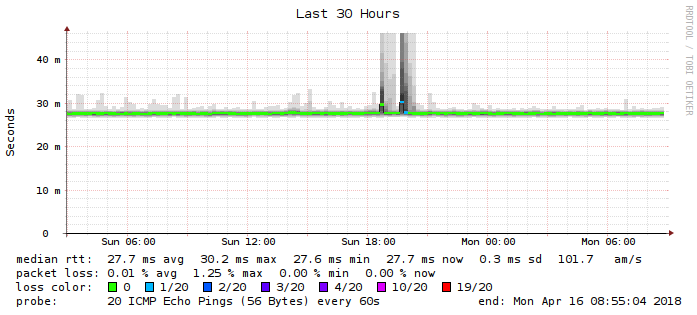 Last 30 Hours
RRDTOOL / TOBI OETIKER
Seconds
40 m
30 m
20 m
10 m
0
Sun 06:00 Sun 12:00 Sun 18:00 Mon 00:00 Mon 06:00
median rtt: 27.7 ms avg 30.2 ms max 27.6 ms min 27.7 ms now 0.3 ms sd 101.7 am/s
packet loss: 0.01 % avg 1.25 % max 0.00 % min 0.00 % now
loss color: 0 1/20 2/20 3/20 4/20 10/20 19/20
probe: 20 ICMP Echo Pings (56 Bytes) every 60s end: Mon Apr 16 08:55:04 2018